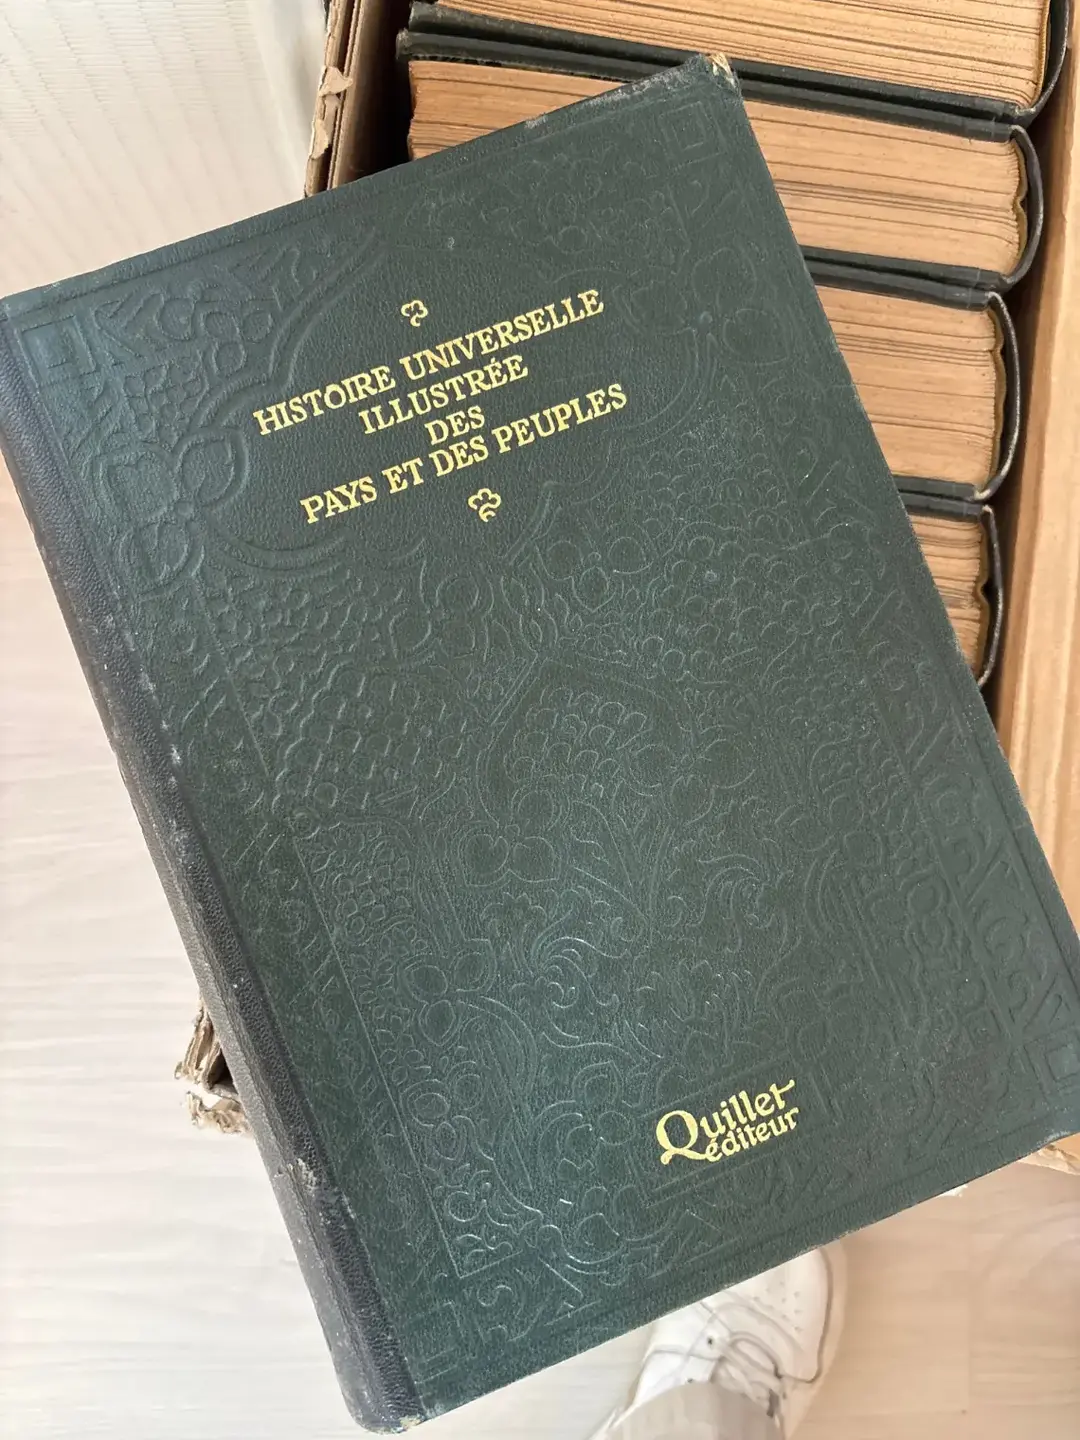 HISTOIRE UNIVERSELLE
ILLUSTRÉE
DES
PAYS ET DES PEUPLES
Quillet
éditeur